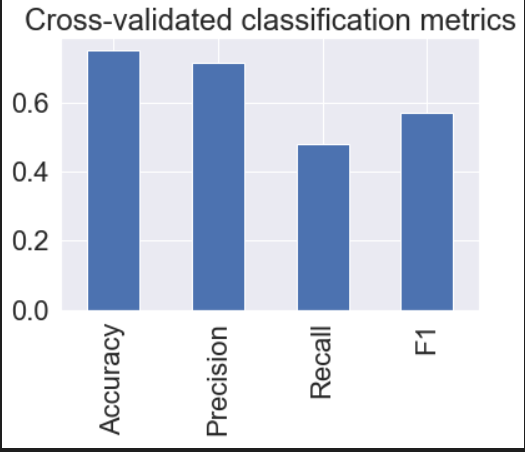 Cross-validated classification metrics
0.6
0.4
0.2
0.0
Accuracy
Precision
Recall
F1